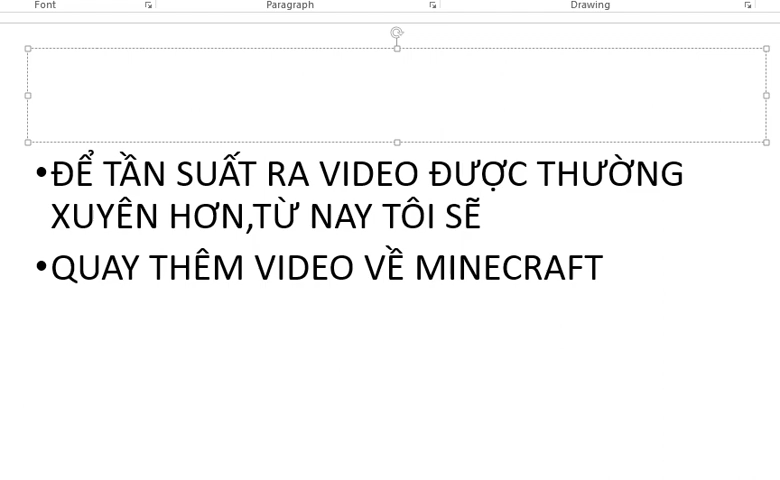 Font Paragraph Drawing
•ĐỂ TẦN SUẤT RA VIDEO ĐƯỢC THƯỜNG
XUYÊN HƠN,TỪ NAY TÔI SẼ
•QUAY THÊM VIDEO VỀ MINECRAFT